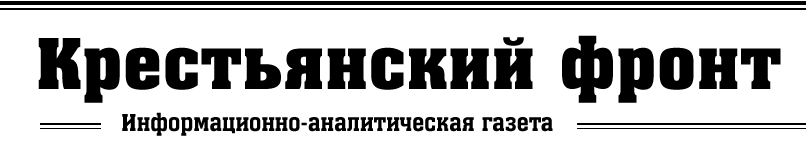 Крестьянский фронт
Информационно-аналитическая газета